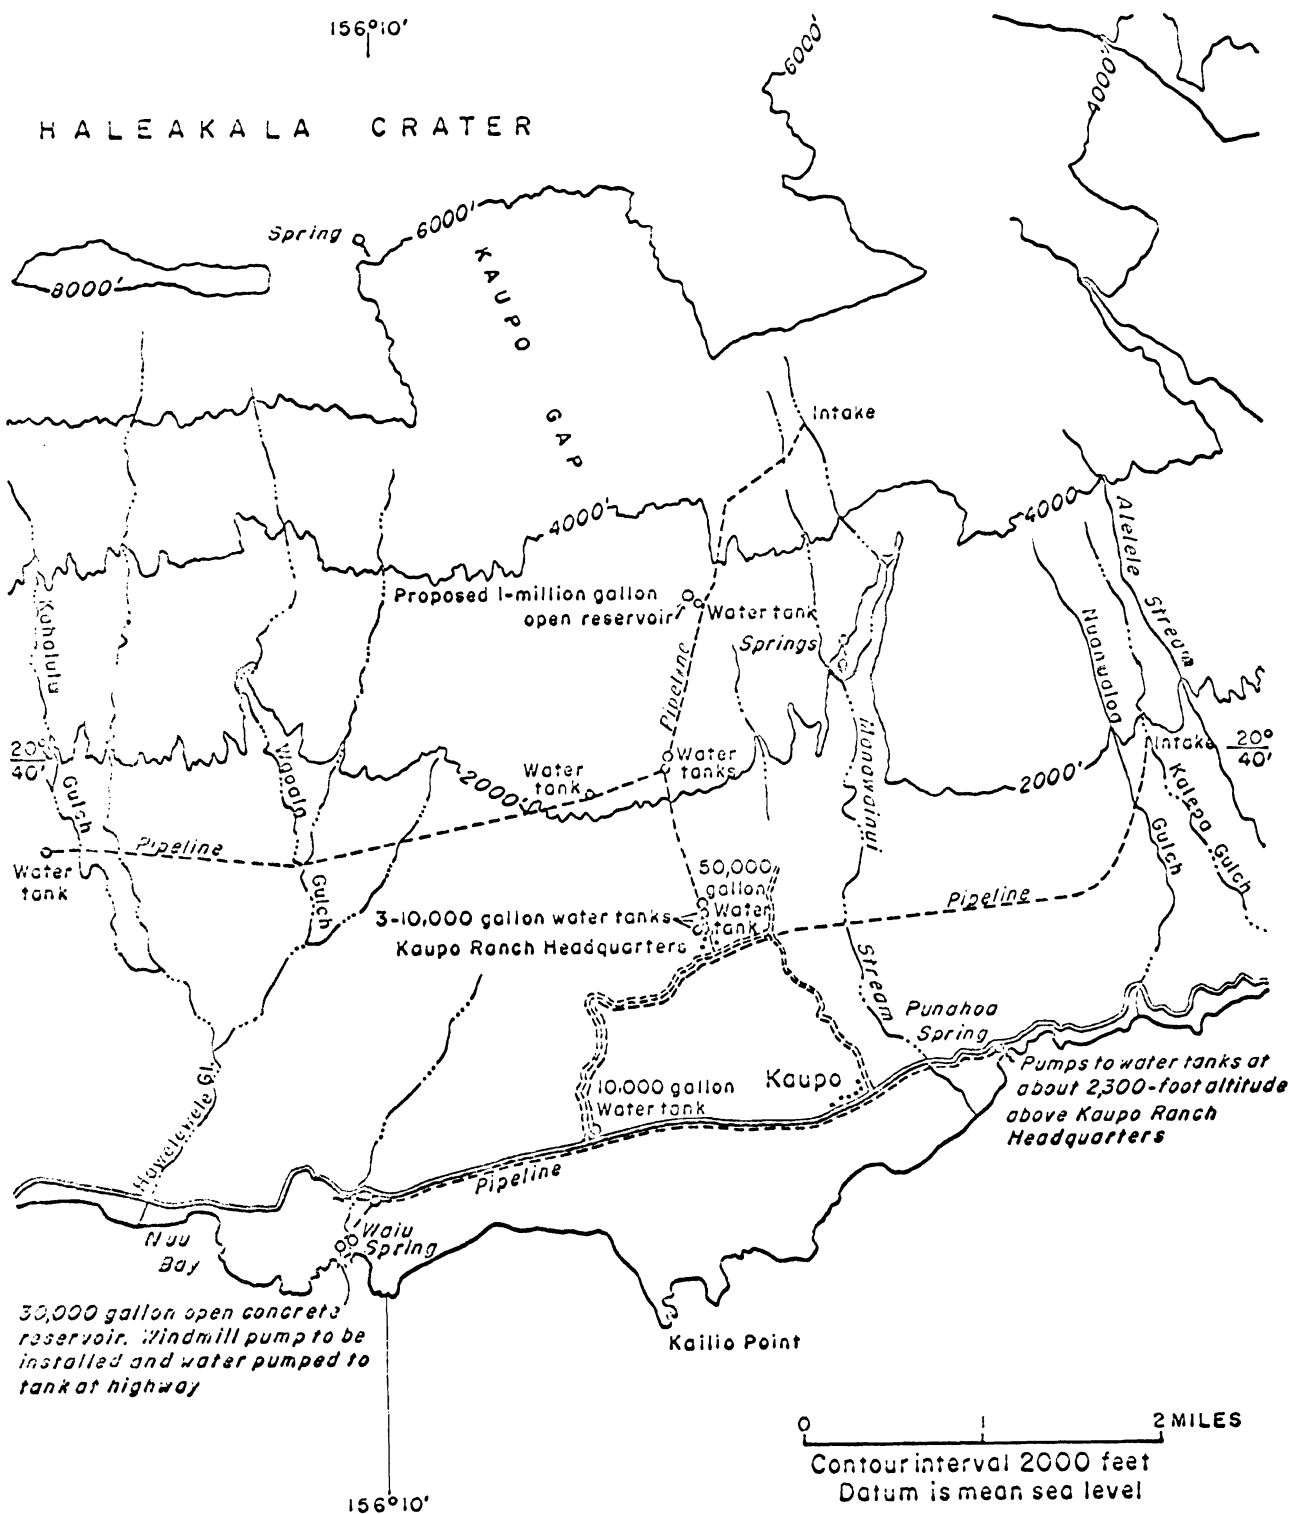 156°10'
6000'
4000'
HALEAKALA CRATER
Spring
6000'
8000'
KAUPO
GAP
Intake
4000'
4000
Alelele
Stream
Proposed 1-million gallon
open reservoir
Water tank
Springs
Pipeline
Nuanualoa
Gulch
Manawainui
Stream
20°
40'
Gulch
Waoala
Gulch
Water
tank
2000'
Water
tanks
2000'
Intake
20°
40'
Kalepa Gulch
Water
tank
Pipeline
50,000
gallon
Water
tank
3-10,000 gallon water tanks
Kaupo Ranch Headquarters
Pipeline
Punahoa
Spring
Kaupo
10,000 gallon
Water tank
Pumps to water tanks at
about 2,300-foot altitude
above Kaupo Ranch
Headquarters
Hawelewele Gl.
Pipeline
Nuu
Bay
Waiu
Spring
30,000 gallon open concrete
reservoir. Windmill pump to be
installed and water pumped to
tank at highway
Kailio Point
0 1 2 MILES
Contour interval 2000 feet
Datum is mean sea level
156°10'